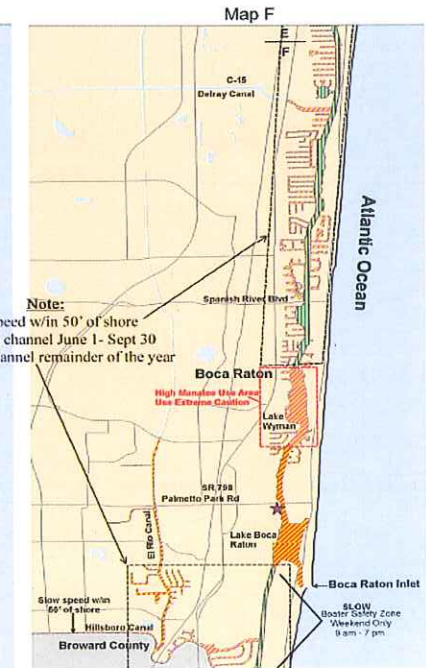 Map F
E
F
C-15
Delray Canal
Atlantic Ocean
Spanish River Blvd
Note:
peed w/in 50' of shore
channel June 1- Sept 30
annel remainder of the year
Boca Raton
High Manatee Use Area
Use Extreme Caution
Lake
Wyman
SR 798
Palmetto Park Rd
El Rio Canal
Lake Boca
Raton
Boca Raton Inlet
Slow speed w/in
50' of shore
SLOW
Boater Safety Zone
Weekend Only
9 am - 7 pm
Hillsboro Canal
Broward County